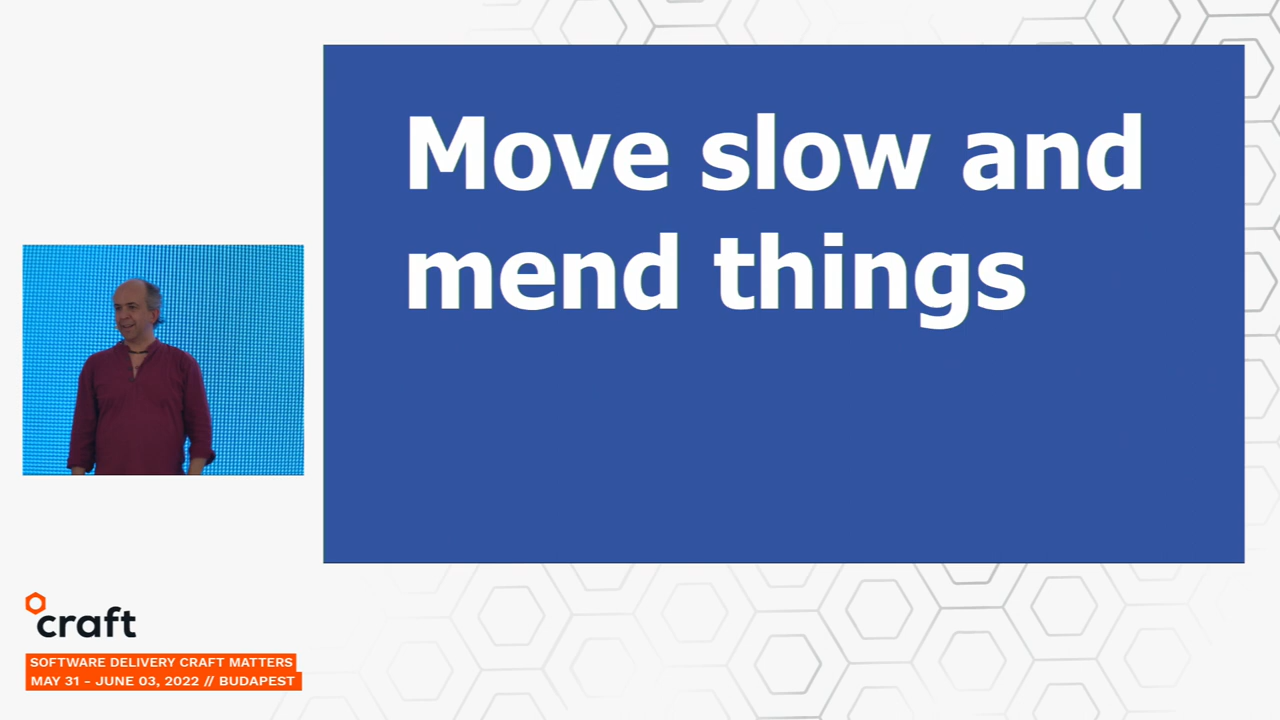 Move slow and
mend things
craft
SOFTWARE DELIVERY CRAFT MATTERS
MAY 31 - JUNE 03, 2022 // BUDAPEST